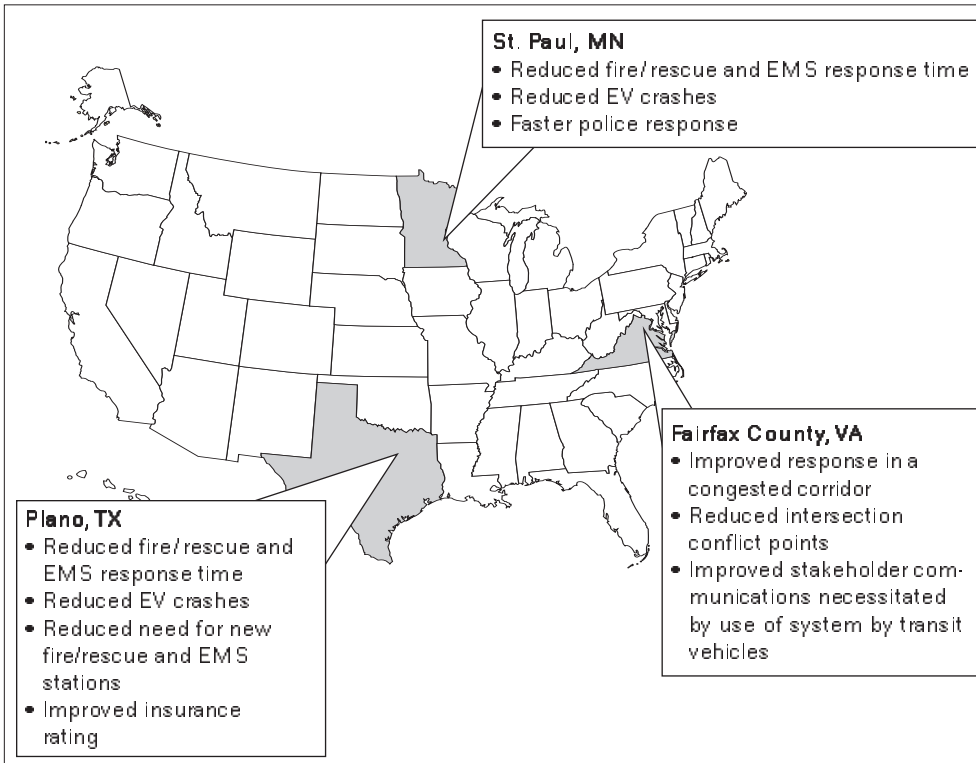 St. Paul, MN
• Reduced fire/rescue and EMS response time
• Reduced EV crashes
• Faster police response
Fairfax County, VA
• Improved response in a
congested corridor
• Reduced intersection
conflict points
• Improved stakeholder com-
munications necessitated
by use of system by transit
vehicles
Plano, TX
• Reduced fire/rescue and
EMS response time
• Reduced EV crashes
• Reduced need for new
fire/rescue and EMS
stations
• Improved insurance
rating